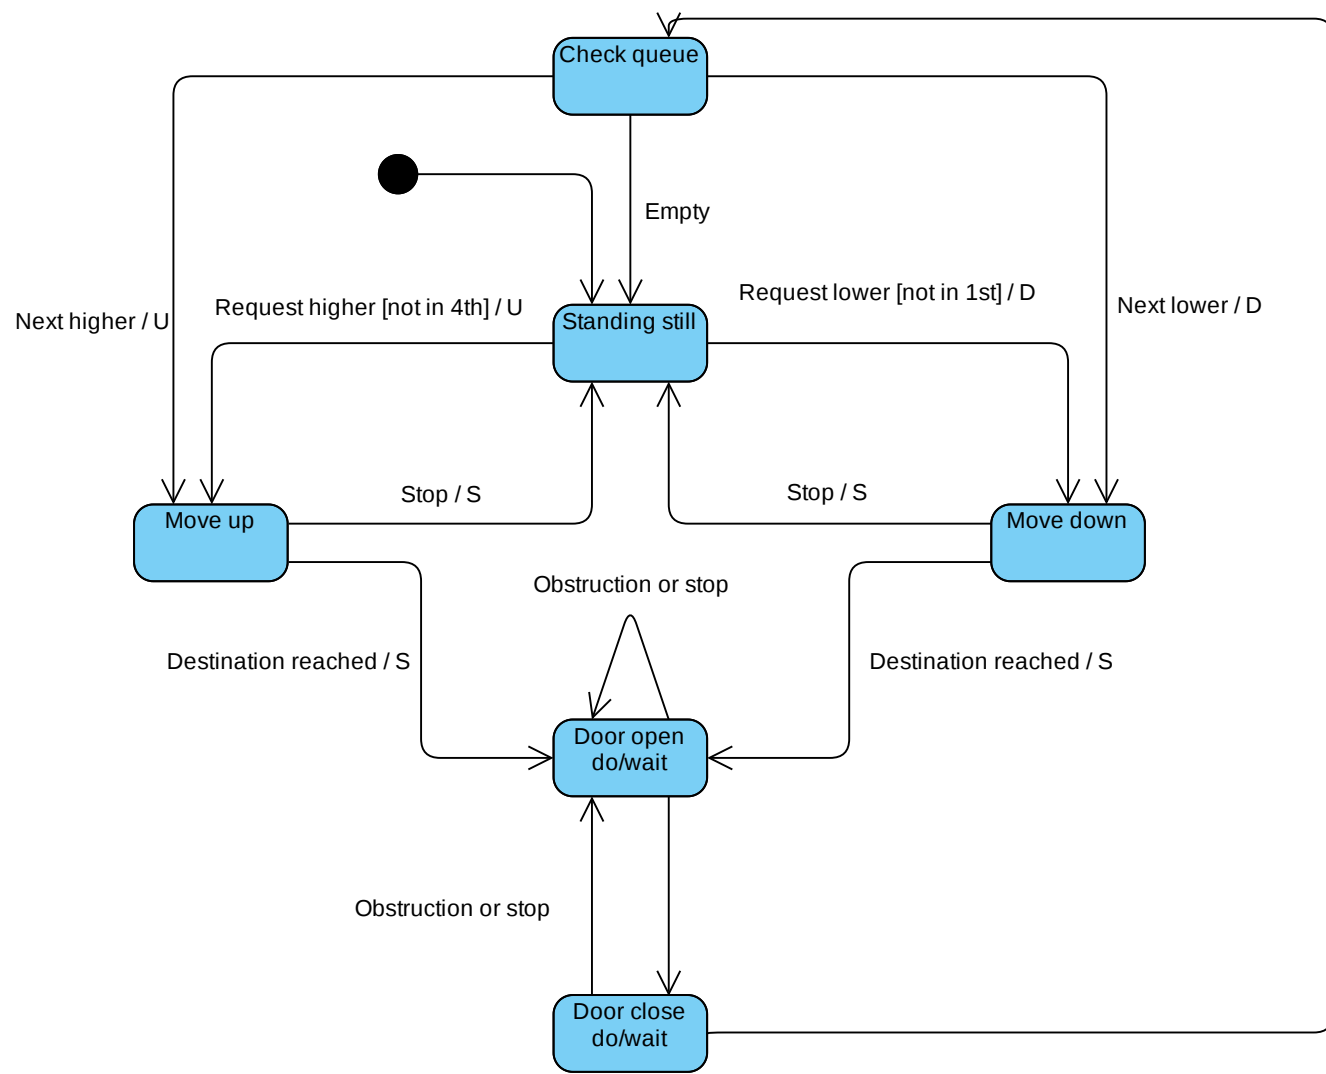 Check queue
Empty
Request higher [not in 4th] / U
Request lower [not in 1st] / D
Next higher / U
Standing still
Next lower / D
Stop / S
Stop / S
Move up
Move down
Obstruction or stop
Destination reached / S
Destination reached / S
Door open
do/wait
Obstruction or stop
Door close
do/wait